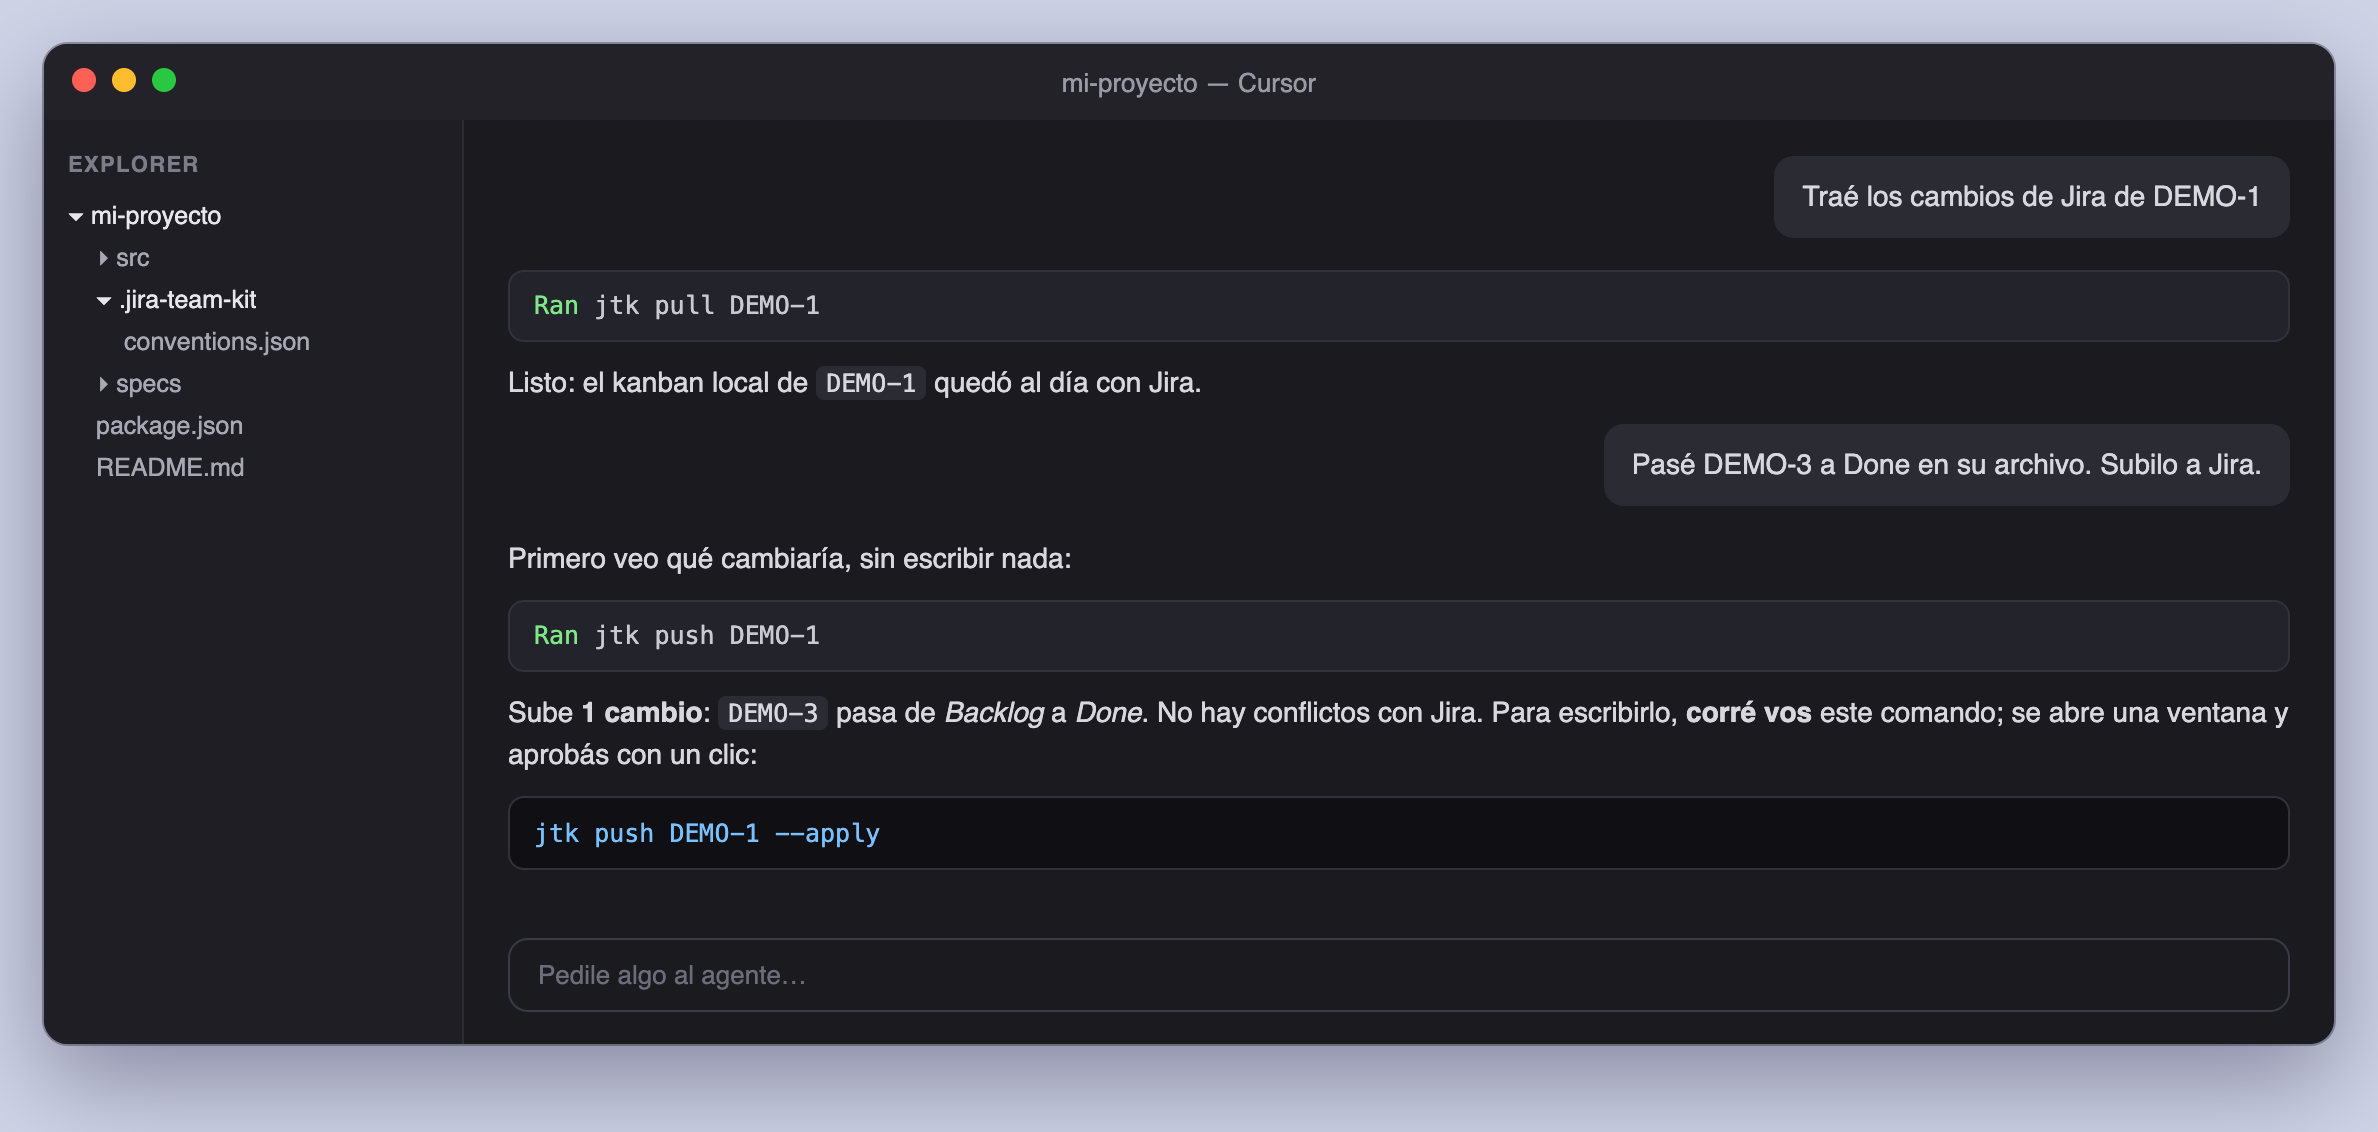 mi-proyecto — Cursor
EXPLORER
mi-proyecto
src
.jira-team-kit
conventions.json
specs
package.json
README.md
Traé los cambios de Jira de DEMO-1
Ran jtk pull DEMO-1
Listo: el kanban local de DEMO-1 quedó al día con Jira.
Pasé DEMO-3 a Done en su archivo. Subilo a Jira.
Primero veo qué cambiaría, sin escribir nada:
Ran jtk push DEMO-1
Sube 1 cambio: DEMO-3 pasa de Backlog a Done. No hay conflictos con Jira. Para escribirlo, corré vos este comando; se abre una ventana y
aprobás con un clic:
jtk push DEMO-1 --apply
Pedile algo al agente…